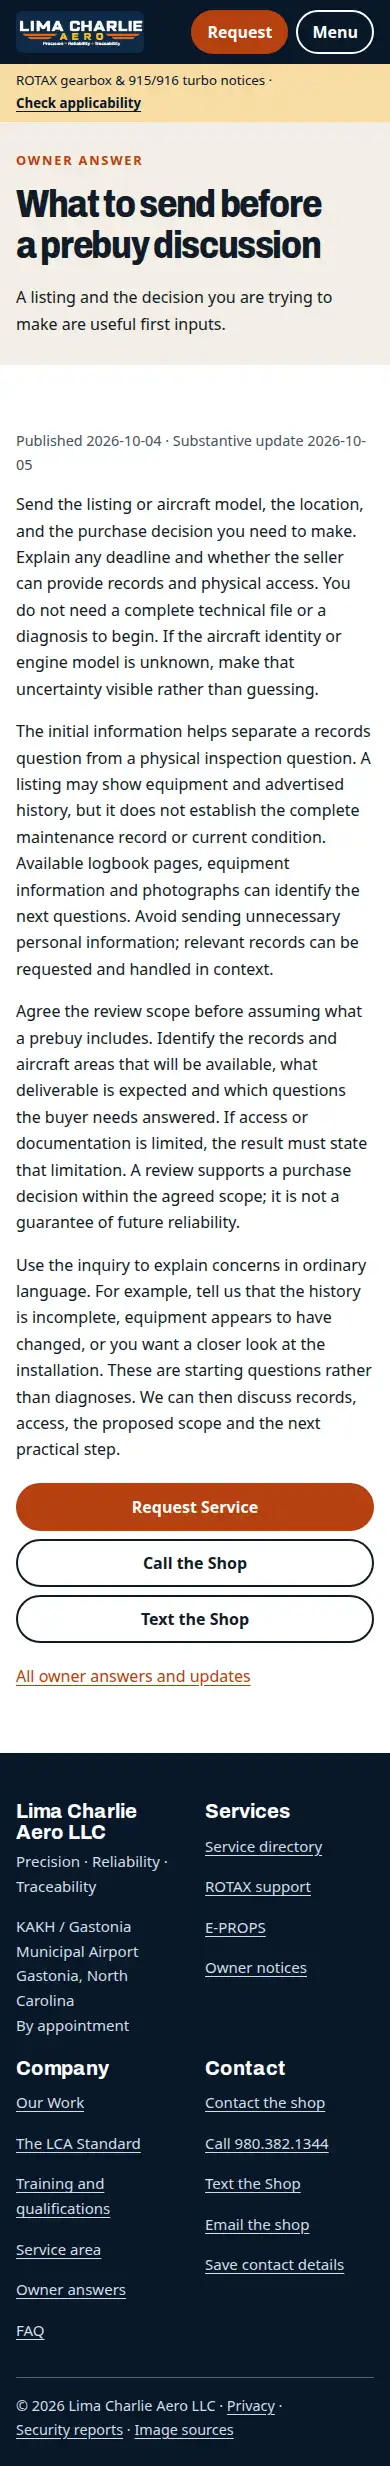 LIMA CHARLIE
AERO
Precision · Reliability · Traceability
Request
Menu
ROTAX gearbox & 915/916 turbo notices ·
Check applicability
OWNER ANSWER
What to send before
a prebuy discussion
A listing and the decision you are trying to
make are useful first inputs.
Published 2026-10-04 · Substantive update 2026-10-
05
Send the listing or aircraft model, the location,
and the purchase decision you need to make.
Explain any deadline and whether the seller
can provide records and physical access. You
do not need a complete technical file or a
diagnosis to begin. If the aircraft identity or
engine model is unknown, make that
uncertainty visible rather than guessing.
The initial information helps separate a records
question from a physical inspection question. A
listing may show equipment and advertised
history, but it does not establish the complete
maintenance record or current condition.
Available logbook pages, equipment
information and photographs can identify the
next questions. Avoid sending unnecessary
personal information; relevant records can be
requested and handled in context.
Agree the review scope before assuming what
a prebuy includes. Identify the records and
aircraft areas that will be available, what
deliverable is expected and which questions
the buyer needs answered. If access or
documentation is limited, the result must state
that limitation. A review supports a purchase
decision within the agreed scope; it is not a
guarantee of future reliability.
Use the inquiry to explain concerns in ordinary
language. For example, tell us that the history
is incomplete, equipment appears to have
changed, or you want a closer look at the
installation. These are starting questions rather
than diagnoses. We can then discuss records,
access, the proposed scope and the next
practical step.
Request Service
Call the Shop
Text the Shop
All owner answers and updates
Lima Charlie
Aero LLC
Precision · Reliability ·
Traceability
KAKH / Gastonia
Municipal Airport
Gastonia, North
Carolina
By appointment
Services
Service directory
ROTAX support
E-PROPS
Owner notices
Company
Our Work
The LCA Standard
Training and
qualifications
Service area
Owner answers
FAQ
Contact
Contact the shop
Call 980.382.1344
Text the Shop
Email the shop
Save contact details
© 2026 Lima Charlie Aero LLC · Privacy ·
Security reports · Image sources